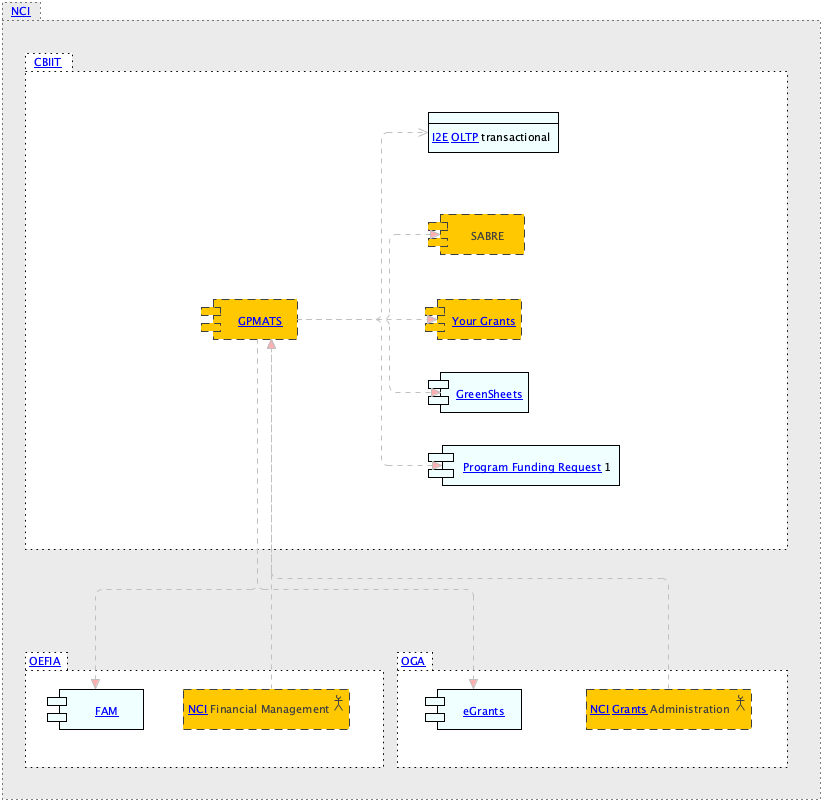 NCI
CBIIT
I2E OLTP transactional
SABRE
GPMATS
Your Grants
GreenSheets
Program Funding Request 1
OEFIA
OGA
FAM
NCI Financial Management
eGrants
NCI Grants Administration